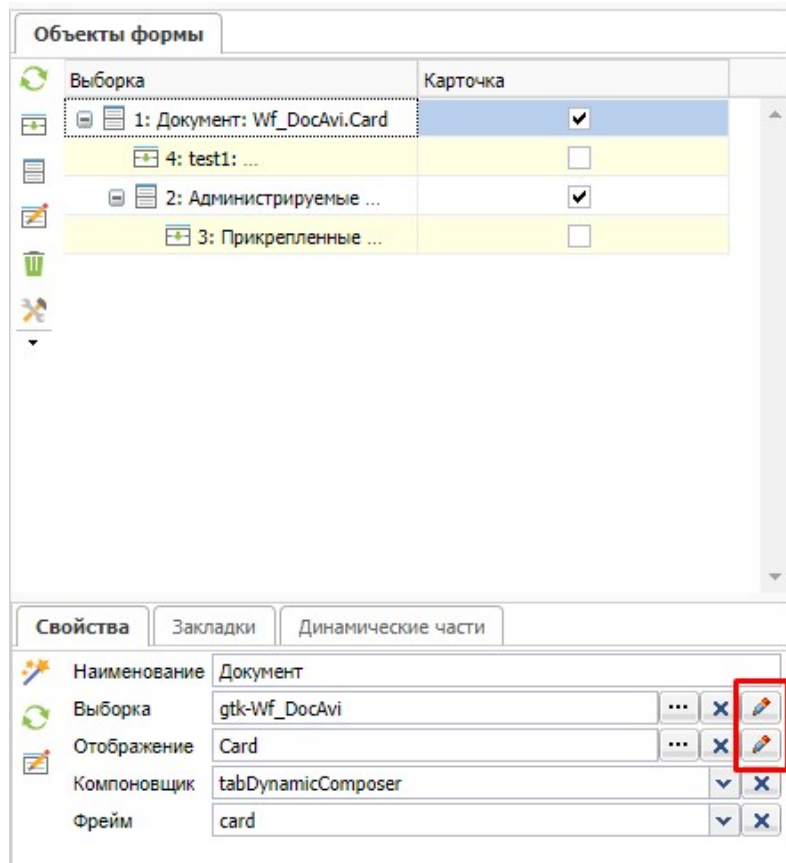 Объекты формы
Выборка Карточка
1: Документ: Wf_DocAvi.Card
4: test1: ...
2: Администрируемые ...
3: Прикрепленные ...
Свойства Закладки Динамические части
Наименование Документ
Выборка gtk-Wf_DocAvi ...
Отображение Card ...
Компоновщик tabDynamicComposer
Фрейм card